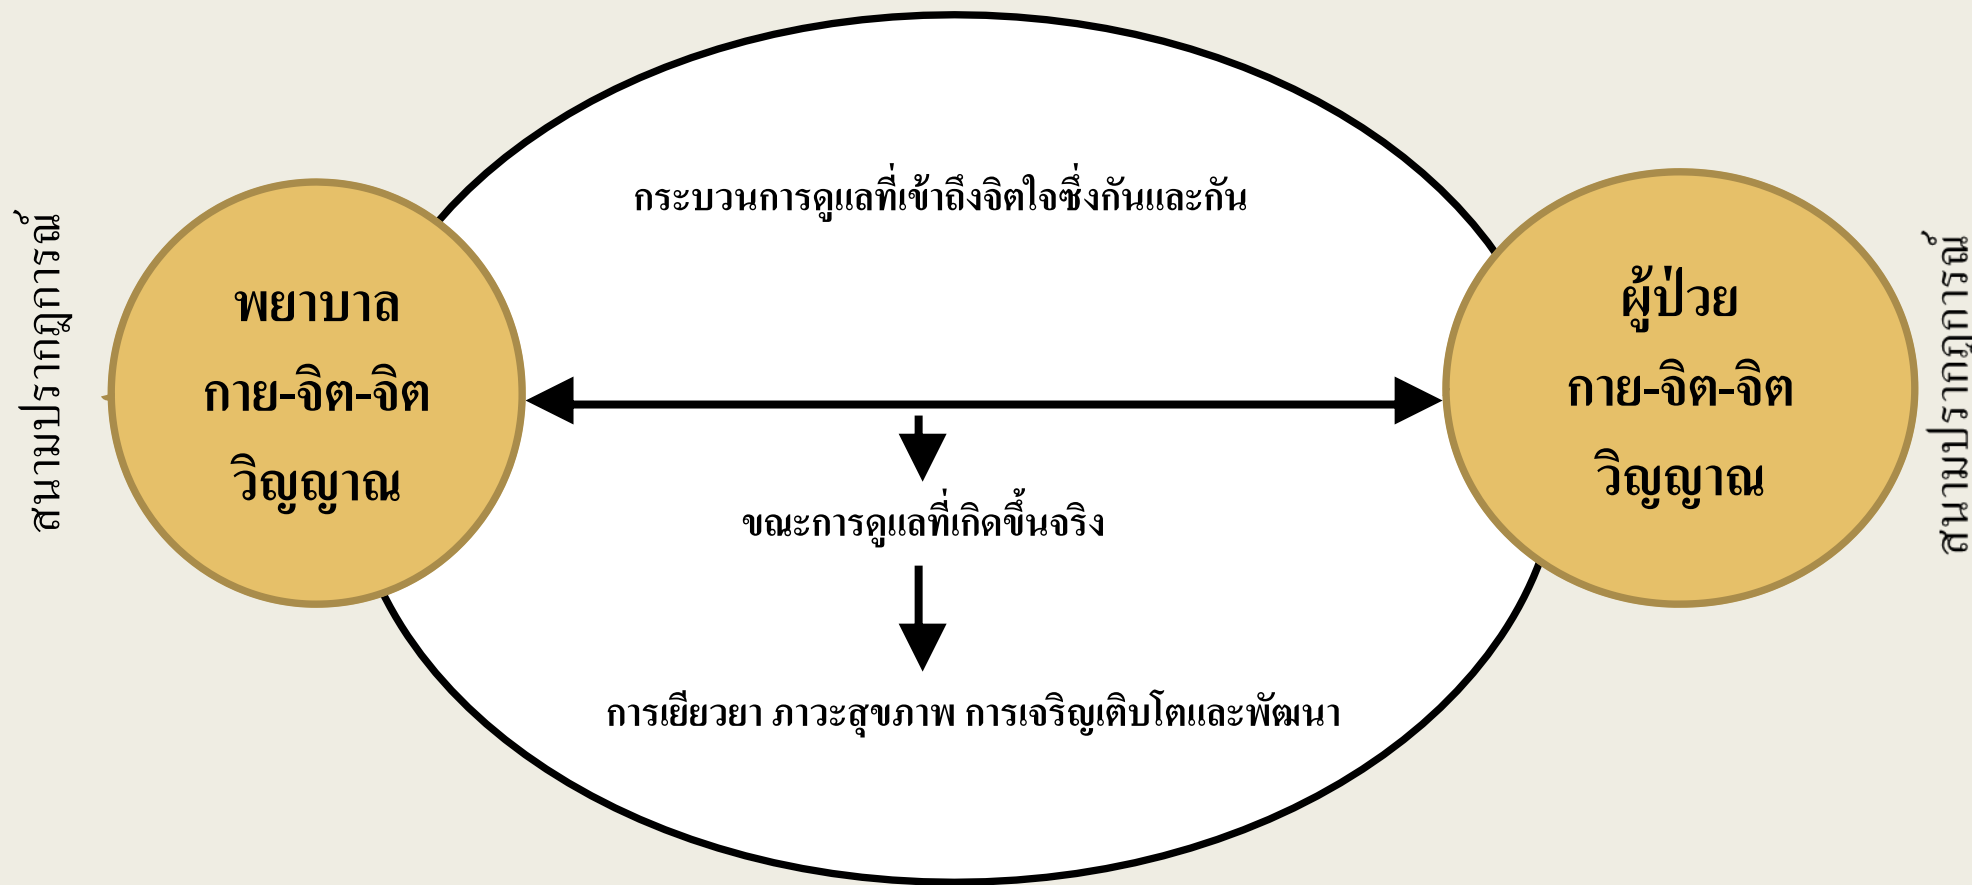 สนามปรากฏการณ์
พยาบาล
กาย-จิต-จิต
วิญญาณ
กระบวนการดูแลที่เข้าถึงจิตใจซึ่งกันและกัน
ขณะการดูแลที่เกิดขึ้นจริง
การเยียวยา ภาวะสุขภาพ การเจริญเติบโตและพัฒนา
ผู้ป่วย
กาย-จิต-จิต
วิญญาณ
สนามปรากฏการณ์